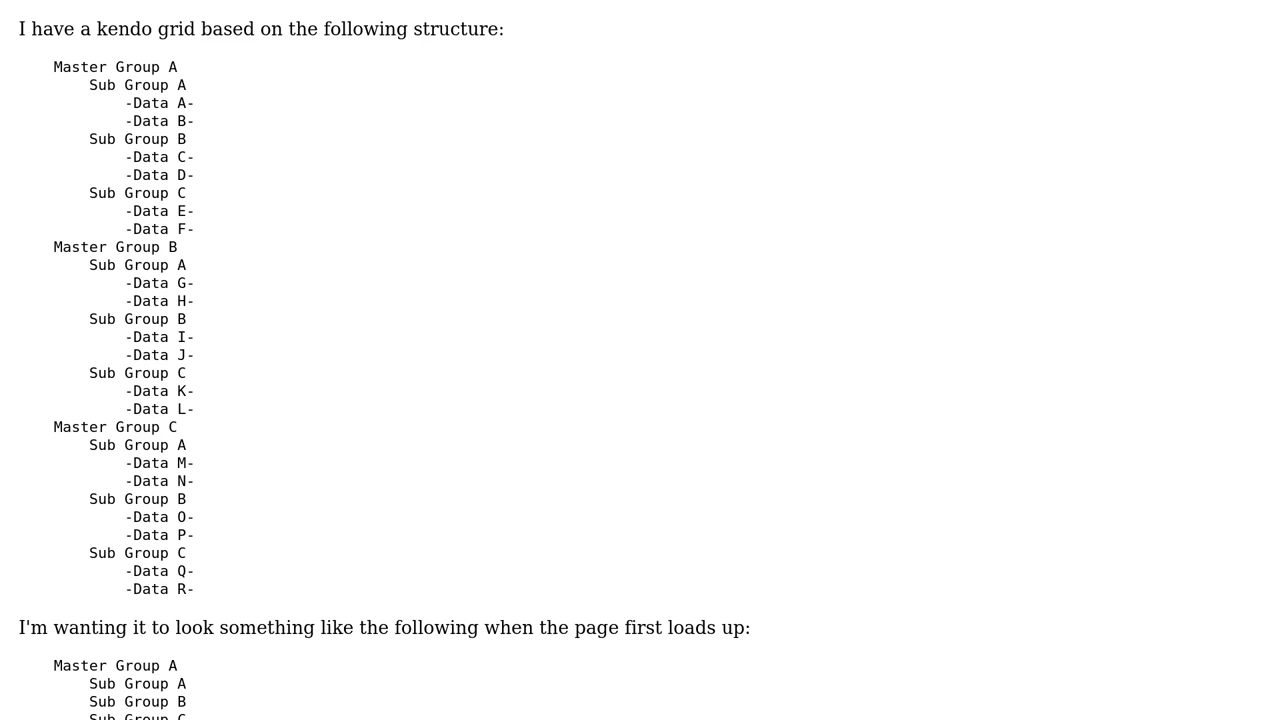 I have a kendo grid based on the following structure:
Master Group A
Sub Group A
-Data A-
-Data B-
Sub Group B
-Data C-
-Data D-
Sub Group C
-Data E-
-Data F-
Master Group B
Sub Group A
-Data G-
-Data H-
Sub Group B
-Data I-
-Data J-
Sub Group C
-Data K-
-Data L-
Master Group C
Sub Group A
-Data M-
-Data N-
Sub Group B
-Data O-
-Data P-
Sub Group C
-Data Q-
-Data R-
I'm wanting it to look something like the following when the page first loads up:
Master Group A
Sub Group A
Sub Group B
Sub Group C